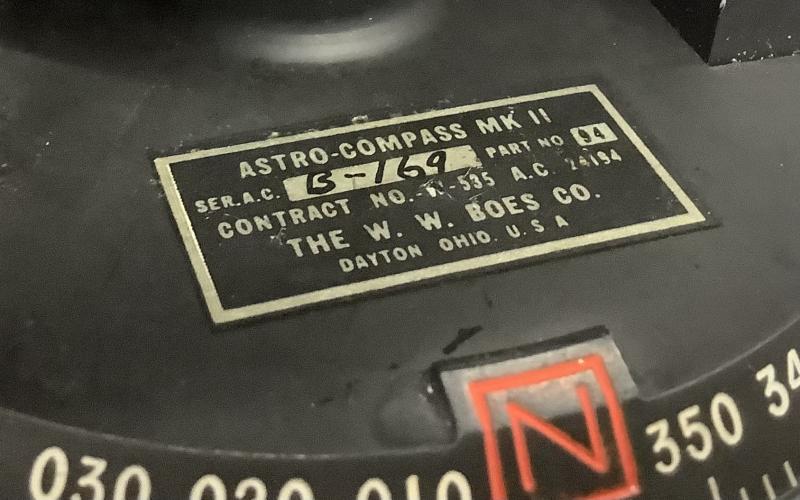 ASTRO-COMPASS MK II
SER. A.C. B-169 PART NO 94
CONTRACT NO.-W-535 A.C. 24194
THE W. W. BOES CO.
DAYTON OHIO. U. S. A
N
030 020 010 350 34